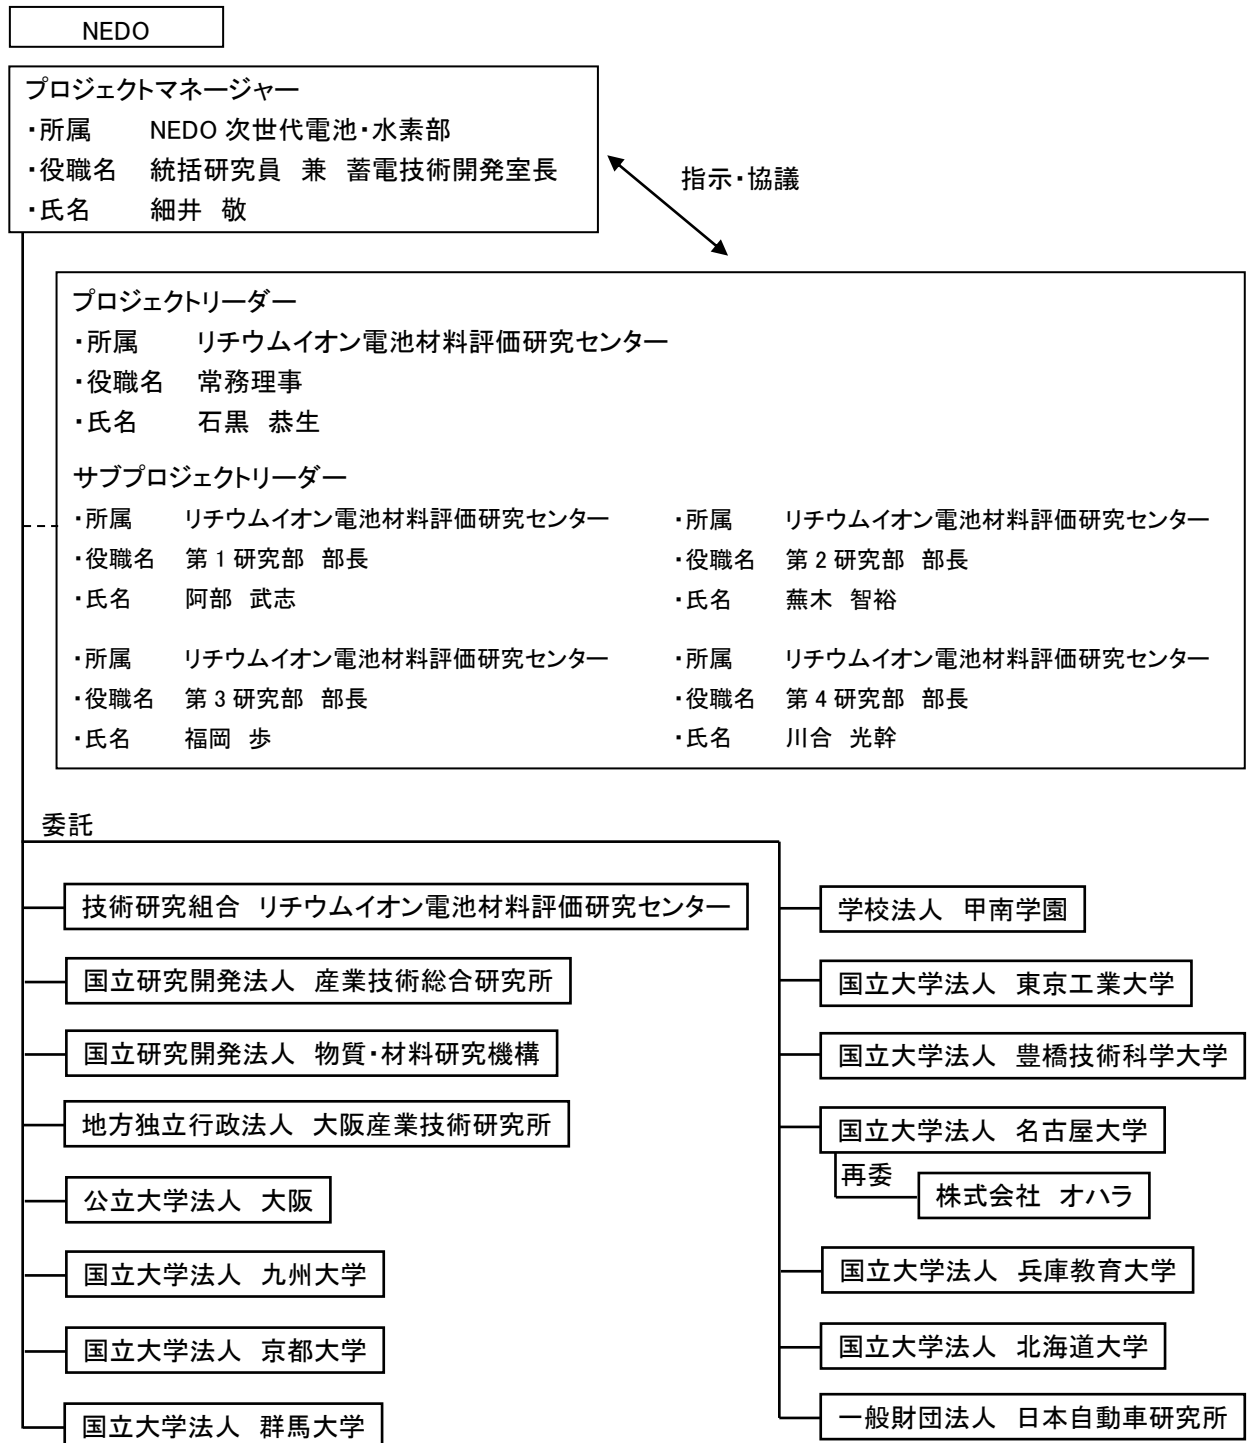 NEDO
プロジェクトマネージャー
・所属 NEDO 次世代電池・水素部
・役職名 統括研究員 兼 蓄電技術開発室長
・氏名 細井 敬
指示・協議
プロジェクトリーダー
・所属 リチウムイオン電池材料評価研究センター
・役職名 常務理事
・氏名 石黒 恭生
サブプロジェクトリーダー
・所属 リチウムイオン電池材料評価研究センター
・役職名 第1研究部 部長
・氏名 阿部 武志
・所属 リチウムイオン電池材料評価研究センター
・役職名 第2研究部 部長
・氏名 蕪木 智裕
・所属 リチウムイオン電池材料評価研究センター
・役職名 第3研究部 部長
・氏名 福岡 歩
・所属 リチウムイオン電池材料評価研究センター
・役職名 第4研究部 部長
・氏名 川合 光幹
委託
技術研究組合 リチウムイオン電池材料評価研究センター
国立研究開発法人 産業技術総合研究所
国立研究開発法人 物質・材料研究機構
地方独立行政法人 大阪産業技術研究所
公立大学法人 大阪
国立大学法人 九州大学
国立大学法人 京都大学
国立大学法人 群馬大学
学校法人 甲南学園
国立大学法人 東京工業大学
国立大学法人 豊橋技術科学大学
国立大学法人 名古屋大学
再委
株式会社 オハラ
国立大学法人 兵庫教育大学
国立大学法人 北海道大学
一般財団法人 日本自動車研究所